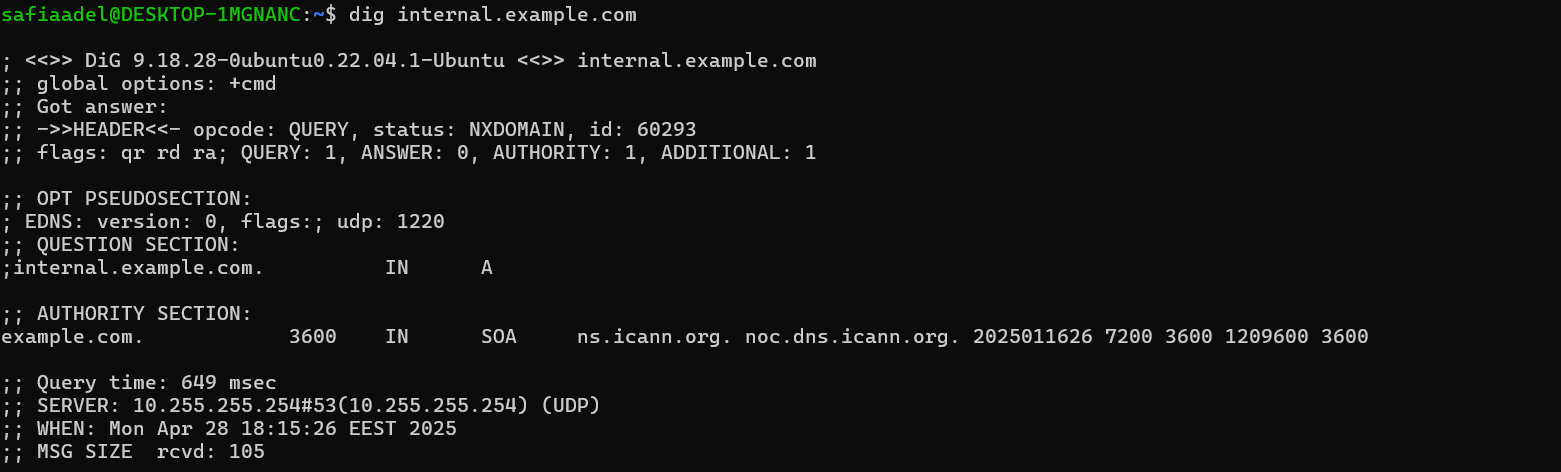 safiaadel@DESKTOP-1MGNANC:~$ dig internal.example.com

; <<>> DiG 9.18.28-0ubuntu0.22.04.1-Ubuntu <<>> internal.example.com
;; global options: +cmd
;; Got answer:
;; ->>HEADER<<- opcode: QUERY, status: NXDOMAIN, id: 60293
;; flags: qr rd ra; QUERY: 1, ANSWER: 0, AUTHORITY: 1, ADDITIONAL: 1

;; OPT PSEUDOSECTION:
; EDNS: version: 0, flags:; udp: 1220
;; QUESTION SECTION:
;internal.example.com.          IN      A

;; AUTHORITY SECTION:
example.com.            3600    IN      SOA     ns.icann.org. noc.dns.icann.org. 2025011626 7200 3600 1209600 3600

;; Query time: 649 msec
;; SERVER: 10.255.255.254#53(10.255.255.254) (UDP)
;; WHEN: Mon Apr 28 18:15:26 EEST 2025
;; MSG SIZE  rcvd: 105